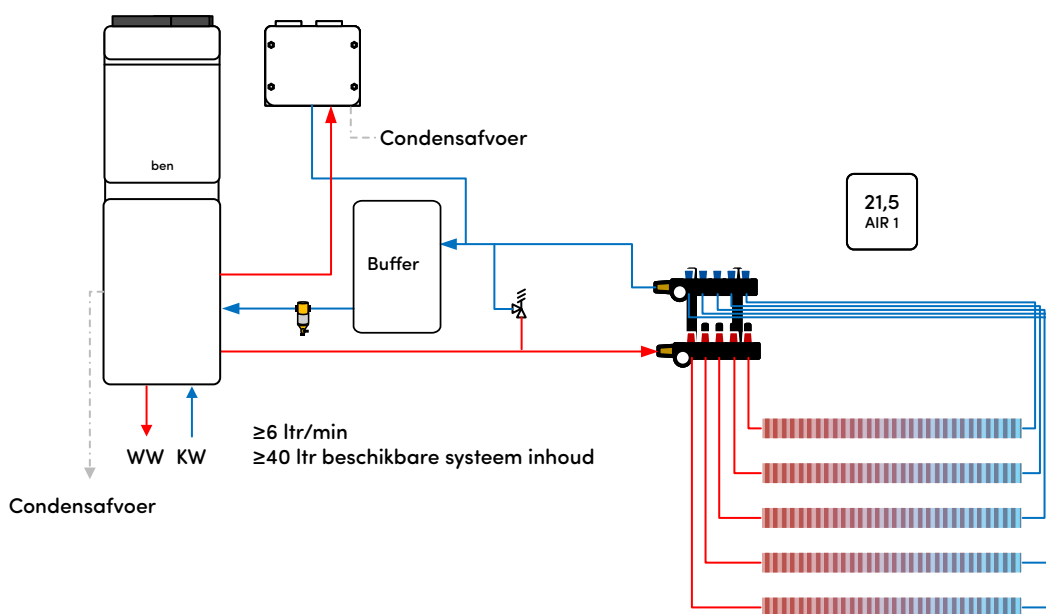 Condensafvoer
ben
21,5
AIR 1
Buffer
≥6 ltr/min
≥40 ltr beschikbare systeem inhoud
WW KW
Condensafvoer